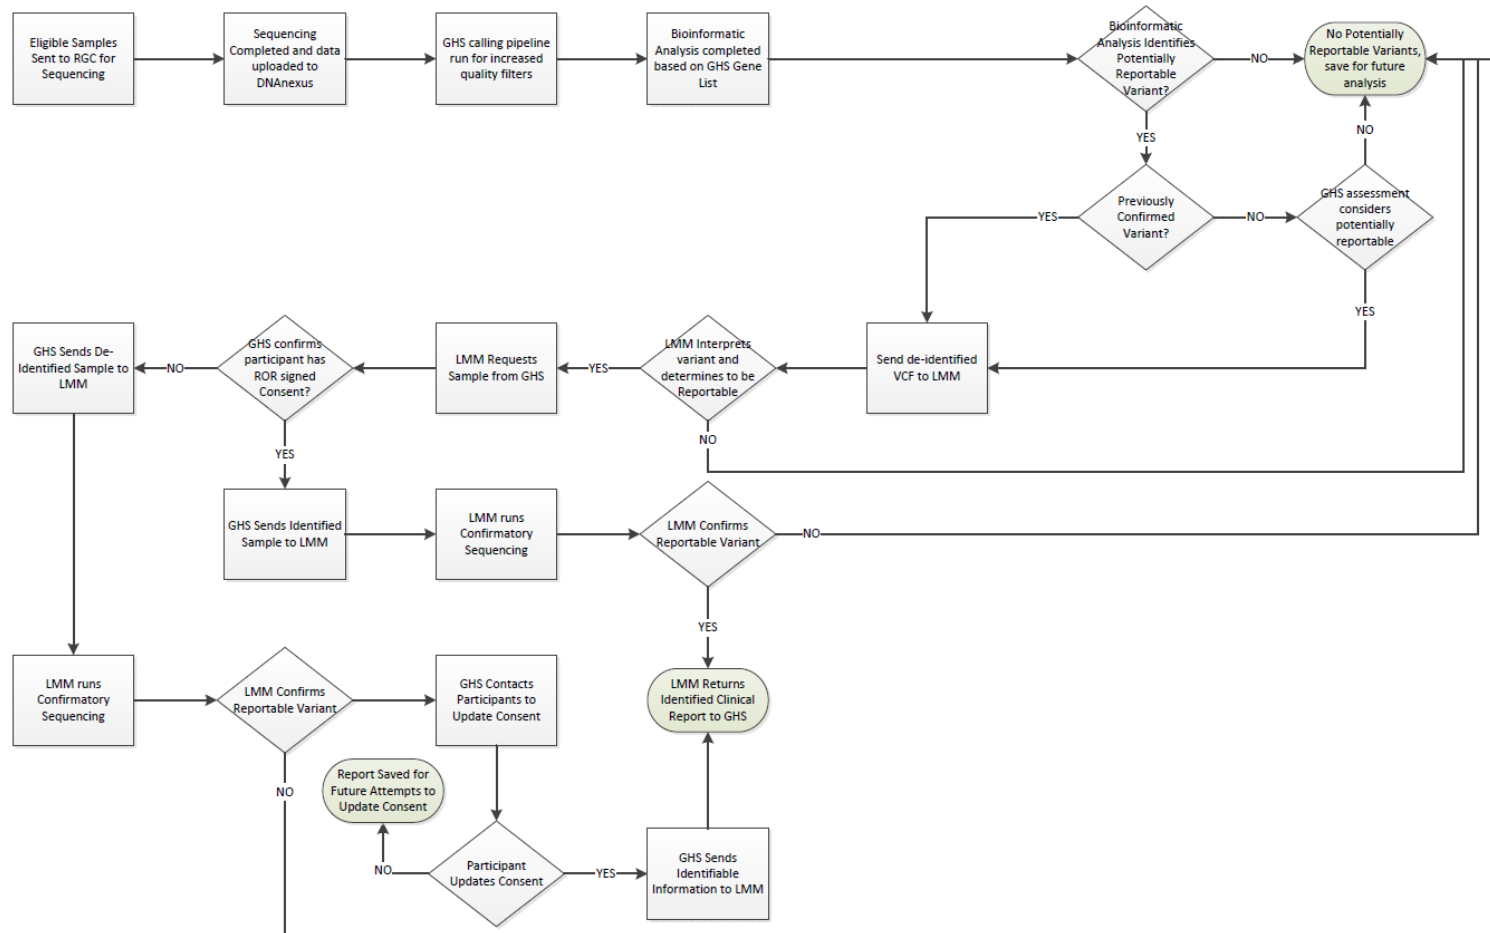 Eligible Samples
Sent to RGC for
Sequencing
Sequencing
Completed and data
uploaded to
DNAnexus
GHS calling pipeline
run for increased
quality filters
Bioinformatic
Analysis completed
based on GHS Gene
List
Bioinformatic
Analysis Identifies
Potentially
Reportable
Variant?
NO
No Potentially
Reportable Variants,
save for future
analysis
YES
NO
Previously
Confirmed
Variant?
YES
NO
GHS assessment
considers
potentially
reportable
YES
GHS Sends De-
Identified Sample to
LMM
NO
GHS confirms
participant has
ROR signed
Consent?
LMM Requests
Sample from GHS
YES
LMM Interprets
variant and
determines to be
Reportable
Send de-identified
VCF to LMM
NO
YES
GHS Sends Identified
Sample to LMM
LMM runs
Confirmatory
Sequencing
LMM Confirms
Reportable Variant
NO
YES
LMM runs
Confirmatory
Sequencing
LMM Confirms
Reportable Variant
GHS Contacts
Participants to
Update Consent
LMM Returns
Identified Clinical
Report to GHS
NO
Report Saved for
Future Attempts to
Update Consent
NO
Participant
Updates Consent
YES
GHS Sends
Identifiable
Information to LMM